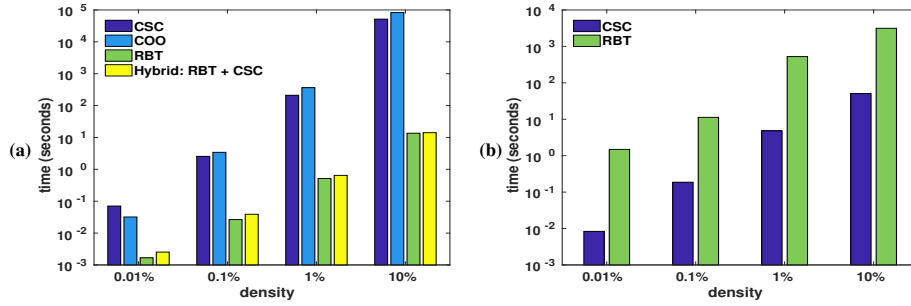 (a)
time (seconds)
10^5
10^4
10^3
10^2
10^1
10^0
10^-1
10^-2
10^-3
CSC
COO
RBT
Hybrid: RBT + CSC
0.01% 0.1% 1% 10%
density
(b)
time (seconds)
10^4
10^3
10^2
10^1
10^0
10^-1
10^-2
10^-3
CSC
RBT
0.01% 0.1% 1% 10%
density